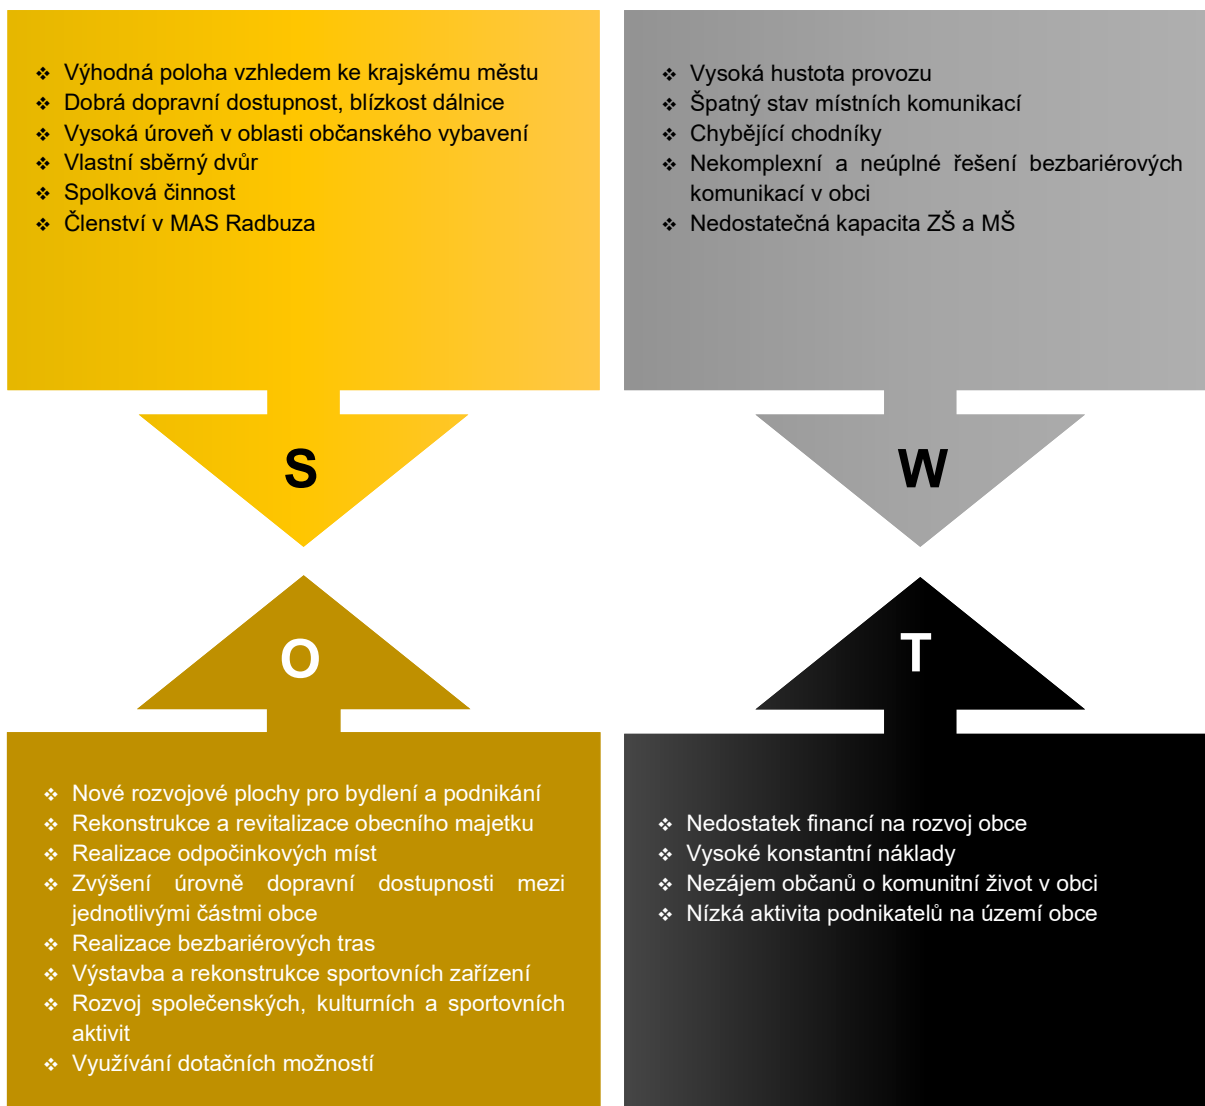 ❖ Výhodná poloha vzhledem ke krajskému městu
❖ Dobrá dopravní dostupnost, blízkost dálnice
❖ Vysoká úroveň v oblasti občanského vybavení
❖ Vlastní sběrný dvůr
❖ Spolková činnost
❖ Členství v MAS Radbuza
S
❖ Vysoká hustota provozu
❖ Špatný stav místních komunikací
❖ Chybějící chodníky
❖ Nekomplexní a neúplné řešení bezbariérových
komunikací v obci
❖ Nedostatečná kapacita ZŠ a MŠ
W
O
❖ Nové rozvojové plochy pro bydlení a podnikání
❖ Rekonstrukce a revitalizace obecního majetku
❖ Realizace odpočinkových míst
❖ Zvýšení úrovně dopravní dostupnosti mezi
jednotlivými částmi obce
❖ Realizace bezbariérových tras
❖ Výstavba a rekonstrukce sportovních zařízení
❖ Rozvoj společenských, kulturních a sportovních
aktivit
❖ Využívání dotačních možností
T
❖ Nedostatek financí na rozvoj obce
❖ Vysoké konstantní náklady
❖ Nezájem občanů o komunitní život v obci
❖ Nízká aktivita podnikatelů na území obce